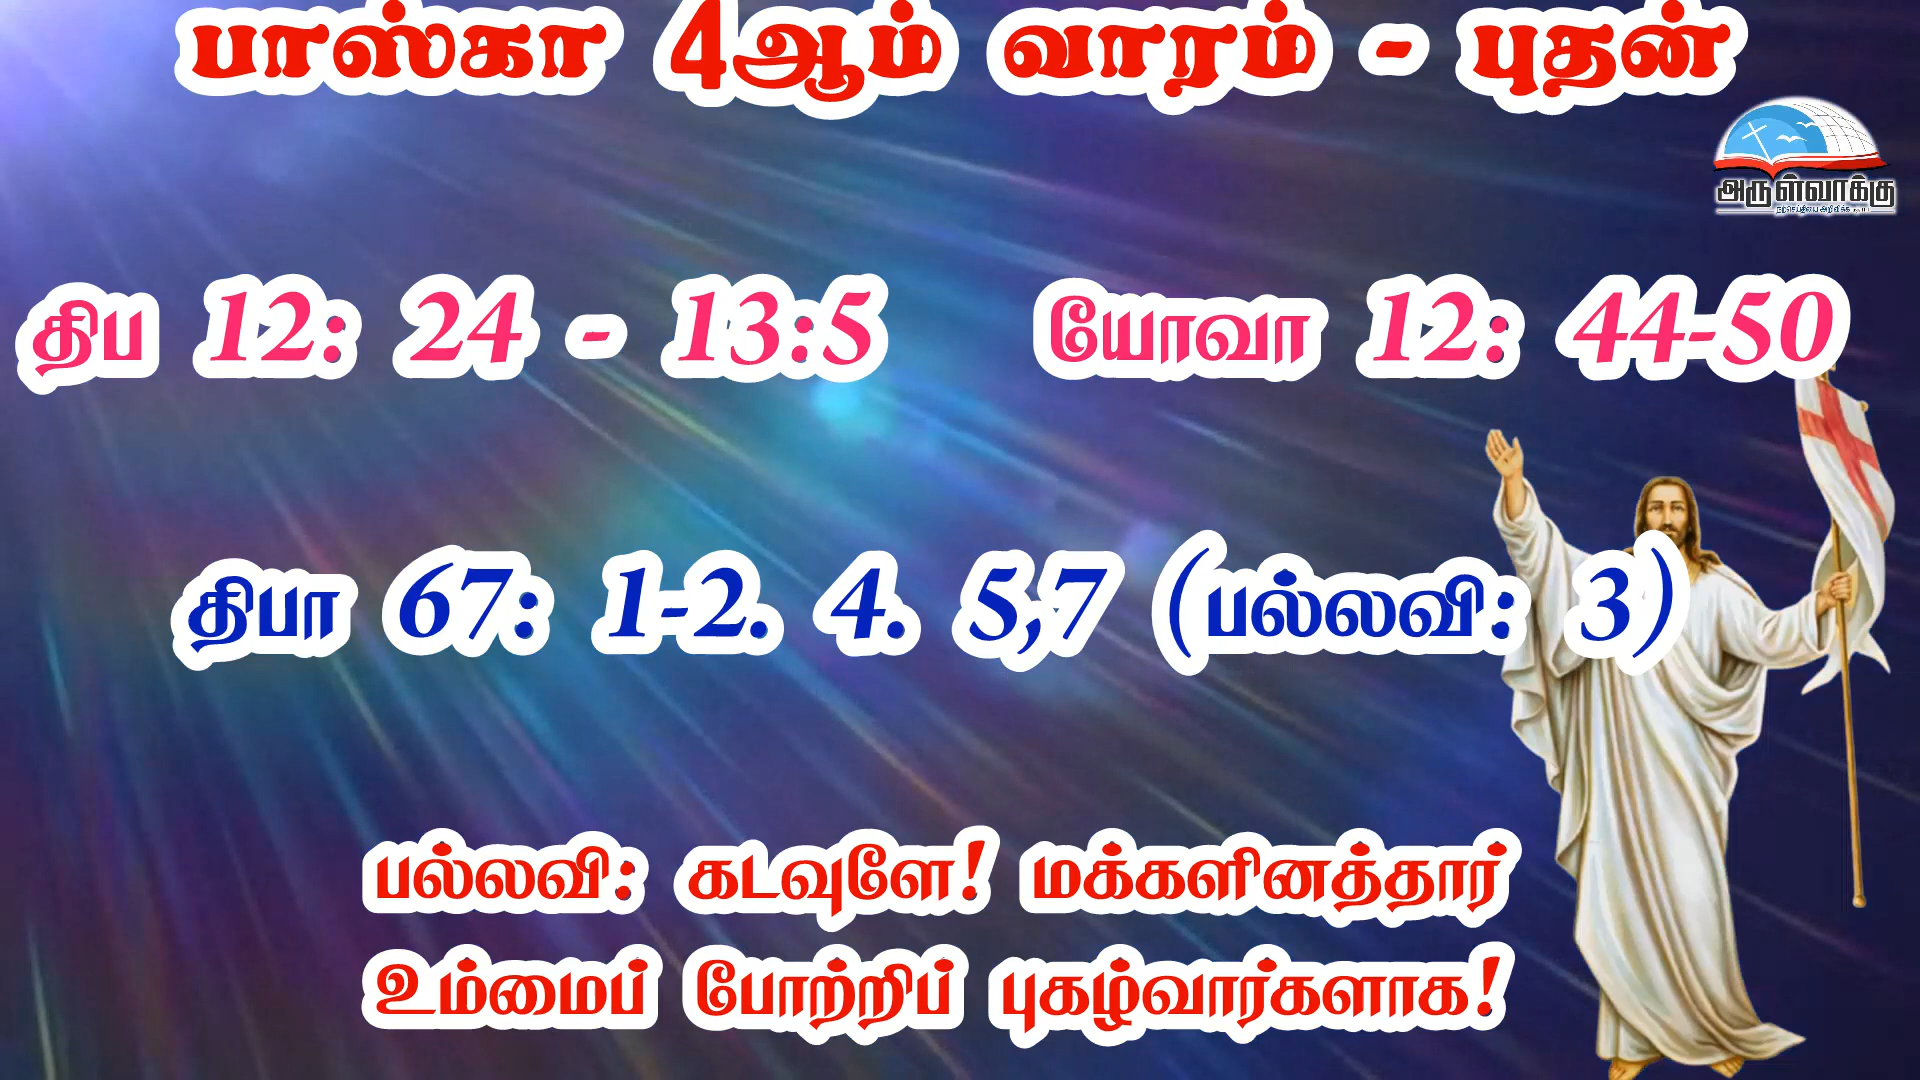 பாஸ்கா 4ஆம் வாரம் - புதன்
அருள்வாக்கு
திப 12: 24 - 13:5 யோவா 12: 44-50
திபா 67: 1-2. 4. 5,7 (பல்லவி: 3)
பல்லவி: கடவுளே! மக்களினத்தார்
உம்மைப் போற்றிப் புகழ்வார்களாக!